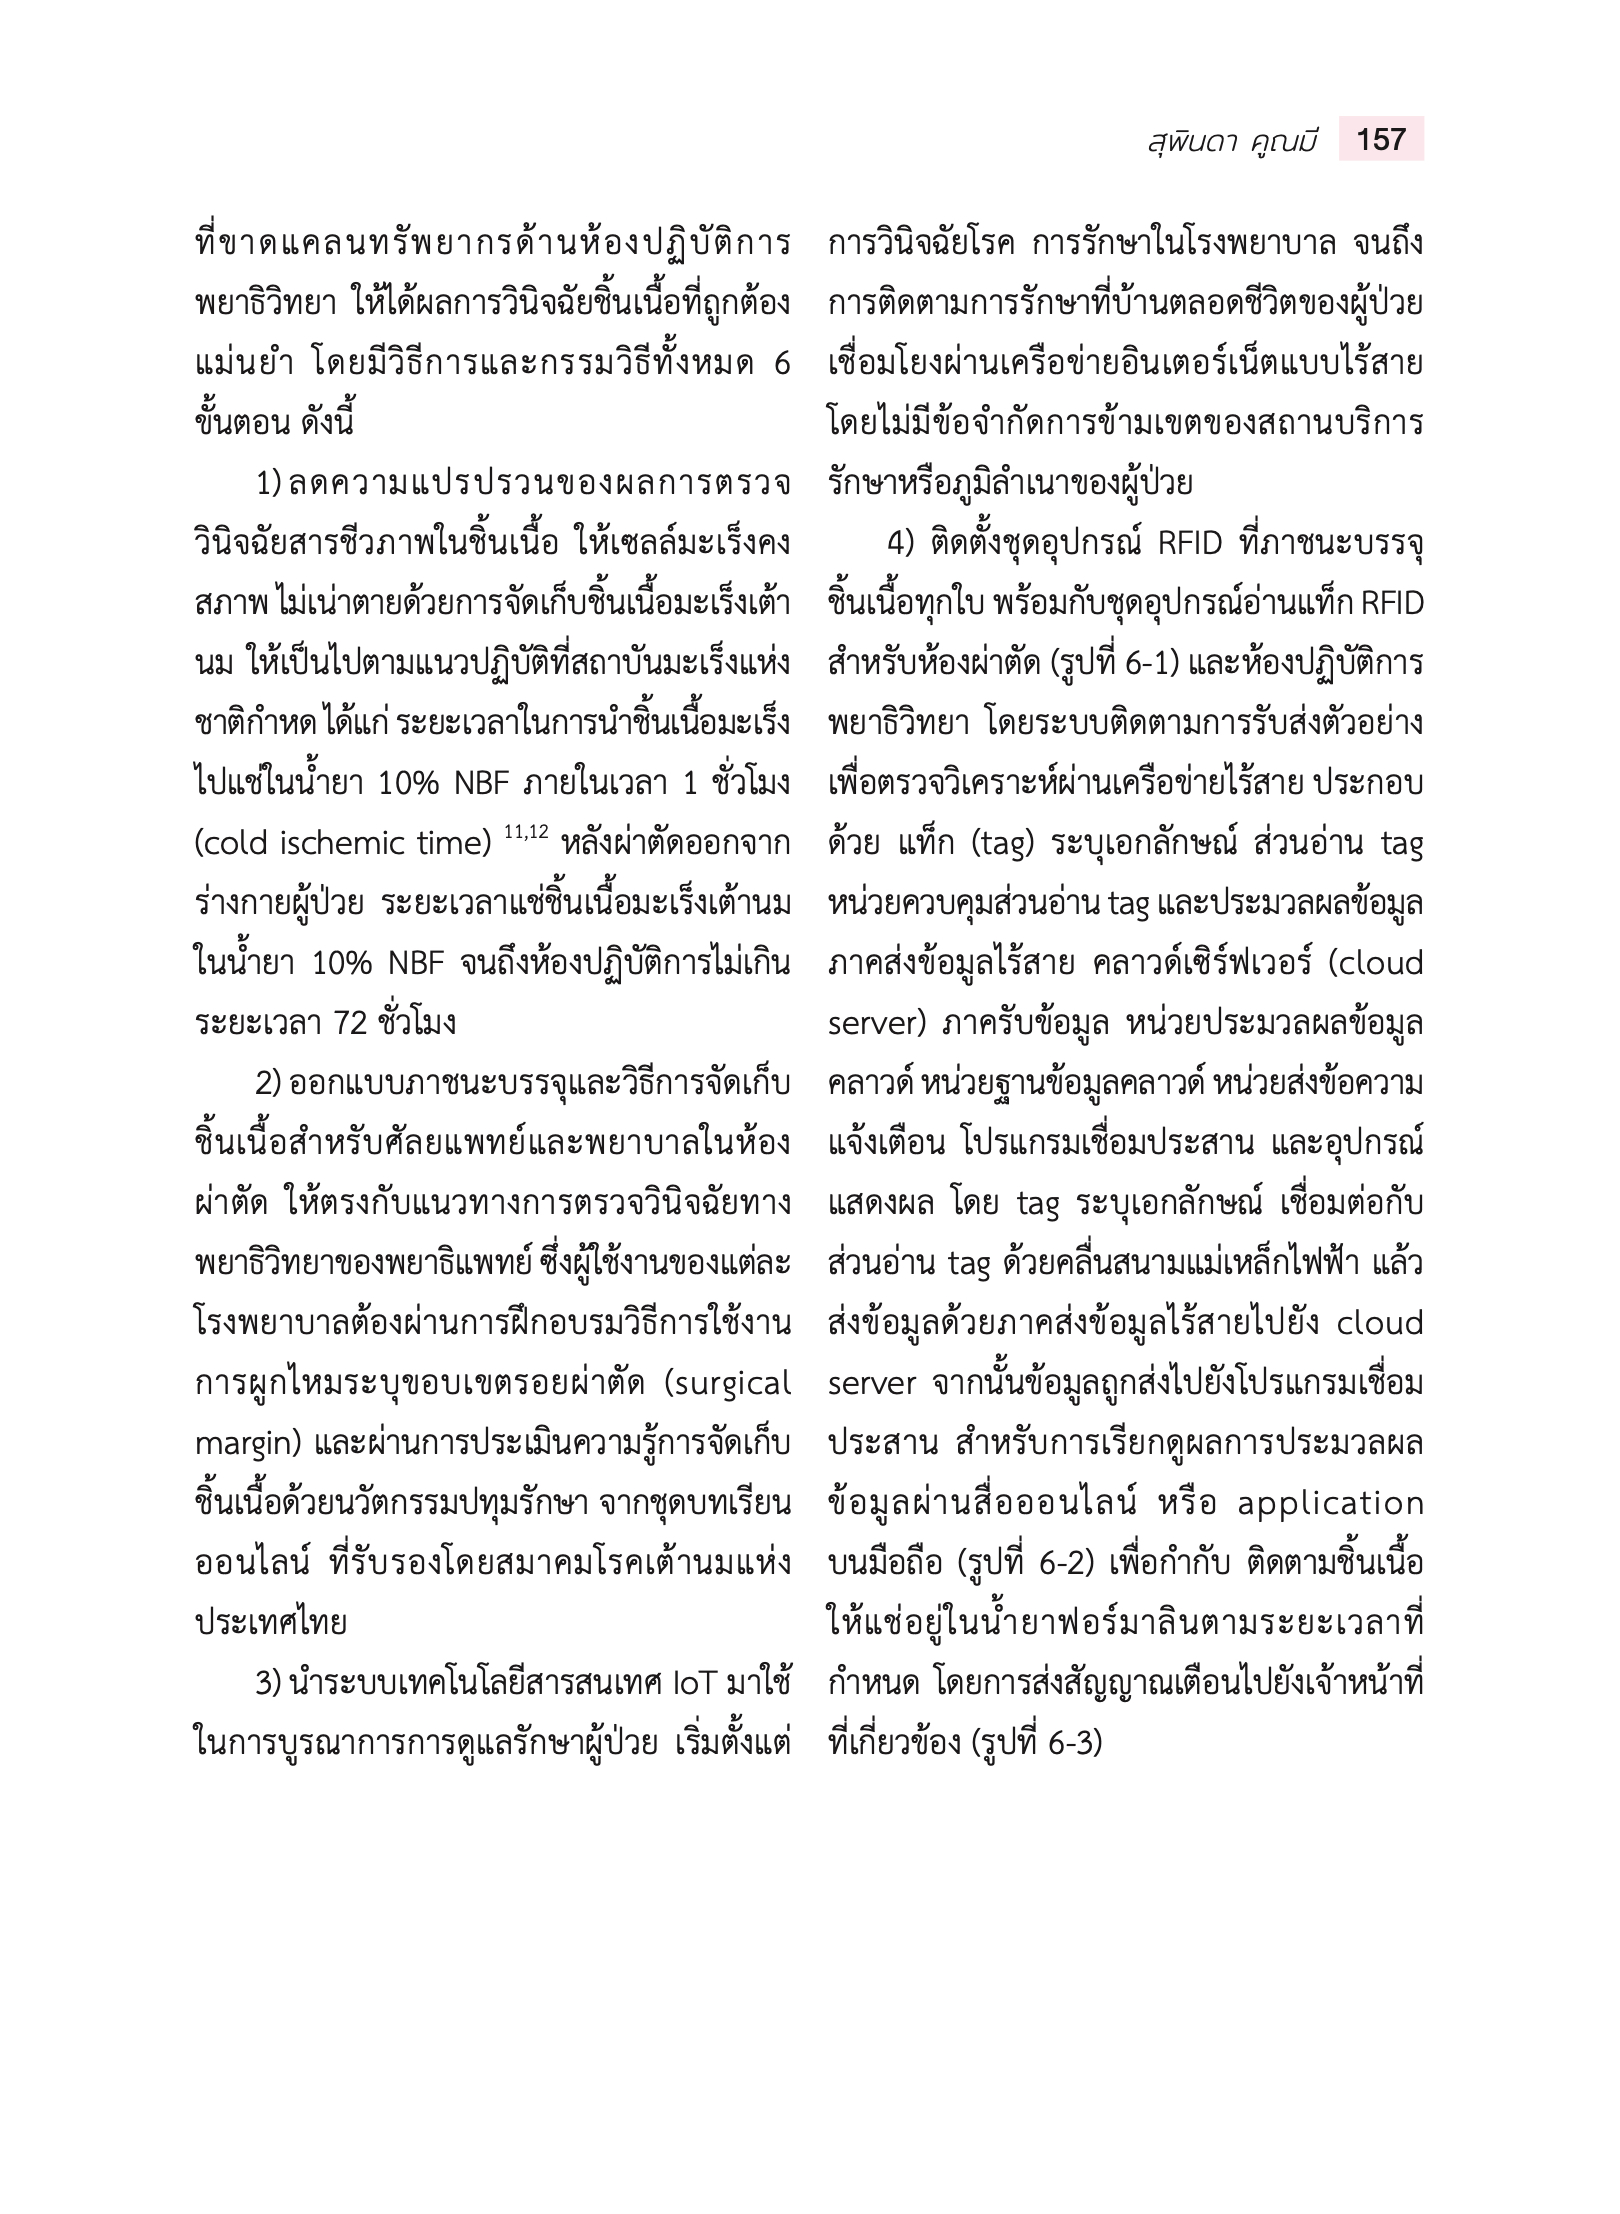 สุพินดา คูณมี 157
ที่ขาดแคลนทรัพยากรด้านห้องปฏิบัติการ
พยาธิวิทยา ให้ได้ผลการวินิจฉัยชิ้นเนื้อที่ถูกต้อง
แม่นยำ โดยมีวิธีการและกรรมวิธีทั้งหมด 6
ขั้นตอน ดังนี้
1) ลดความแปรปรวนของผลการตรวจ
วินิจฉัยสารชีวภาพในชิ้นเนื้อ ให้เซลล์มะเร็งคง
สภาพ ไม่เน่าตายด้วยการจัดเก็บชิ้นเนื้อมะเร็งเต้า
นม ให้เป็นไปตามแนวปฏิบัติที่สถาบันมะเร็งแห่ง
ชาติกำหด ได้แก่ ระยะเวลาในการนำชิ้นเนื้อมะเร็ง
ไปแช่ในน้ำยา 10% NBF ภายในเวลา 1 ชั่วโมง
(cold ischemic time) 11,12 หลังผ่าตัดออกจาก
ร่างกายผู้ป่วย ระยะเวลาแช่ชิ้นเนื้อมะเร็งเต้านม
ในน้ำยา 10% NBF จนถึงห้องปฏิบัติการไม่เกิน
ระยะเวลา 72 ชั่วโมง
2) ออกแบบภาชนะบรรจุและวิธีการจัดเก็บ
ชิ้นเนื้อสำหรับศัลยแพทย์และพยาบาลในห้อง
ผ่าตัด ให้ตรงกับแนวทางการตรวจวินิจฉัยทาง
พยาธิวิทยาของพยาธิแพทย์ ซึ่งผู้ใช้งานของแต่ละ
โรงพยาบาลต้องผ่านการฝึกอบรมวิธีการใช้งาน
การผูกไหมระบุขอบเขตรอยผ่าตัด (surgical
margin) และผ่านการประเมินความรู้การจัดเก็บ
ชิ้นเนื้อด้วยนวัตกรรมปทุมรักษา จากชุดบทเรียน
ออนไลน์ ที่รับรองโดยสมาคมโรคเต้านมแห่ง
ประเทศไทย
3) นำระบบเทคโนโลยีสารสนเทศ IoT มาใช้
ในการบูรณาการการดูแลรักษาผู้ป่วย เริ่มตั้งแต่
การวินิจฉัยโรค การรักษาในโรงพยาบาล จนถึง
การติดตามการรักษาที่บ้านตลอดชีวิตของผู้ป่วย
เชื่อมโยงผ่านเครือข่ายอินเตอร์เน็ตแบบไร้สาย
โดยไม่มีข้อจำกัดการข้ามเขตของสถานบริการ
รักษาหรือภูมิลำเนาของผู้ป่วย
4) ติดตั้งชุดอุปกรณ์ RFID ที่ภาชนะบรรจุ
ชิ้นเนื้อทุกใบ พร้อมกับชุดอุปกรณ์อ่านแท็ก RFID
สำหรับห้องผ่าตัด (รูปที่ 6-1) และห้องปฏิบัติการ
พยาธิวิทยา โดยระบบติดตามการรับส่งตัวอย่าง
เพื่อตรวจวิเคราะห์ผ่านเครือข่ายไร้สาย ประกอบ
ด้วย แท็ก (tag) ระบุเอกลักษณ์ ส่วนอ่าน tag
หน่วยควบคุมส่วนอ่าน tag และประมวลผลข้อมูล
ภาคส่งข้อมูลไร้สาย คลาวด์เซิร์ฟเวอร์ (cloud
server) ภาครับข้อมูล หน่วยประมวลผลข้อมูล
คลาวด์ หน่วยฐานข้อมูลคลาวด์ หน่วยส่งข้อความ
แจ้งเตือน โปรแกรมเชื่อมประสาน และอุปกรณ์
แสดงผล โดย tag ระบุเอกลักษณ์ เชื่อมต่อกับ
ส่วนอ่าน tag ด้วยคลื่นสนามแม่เหล็กไฟฟ้า แล้ว
ส่งข้อมูลด้วยภาคส่งข้อมูลไร้สายไปยัง cloud
server จากนั้นข้อมูลถูกส่งไปยังโปรแกรมเชื่อม
ประสาน สำหรับการเรียกดูผลการประมวลผล
ข้อมูลผ่านสื่อออนไลน์ หรือ application
บนมือถือ (รูปที่ 6-2) เพื่อกำกับ ติดตามชิ้นเนื้อ
ให้แช่อยู่ในน้ำยาฟอร์มาลินตามระยะเวลาที่
กำหนด โดยการส่งสัญญาณเตือนไปยังเจ้าหน้าที่
ที่เกี่ยวข้อง (รูปที่ 6-3)